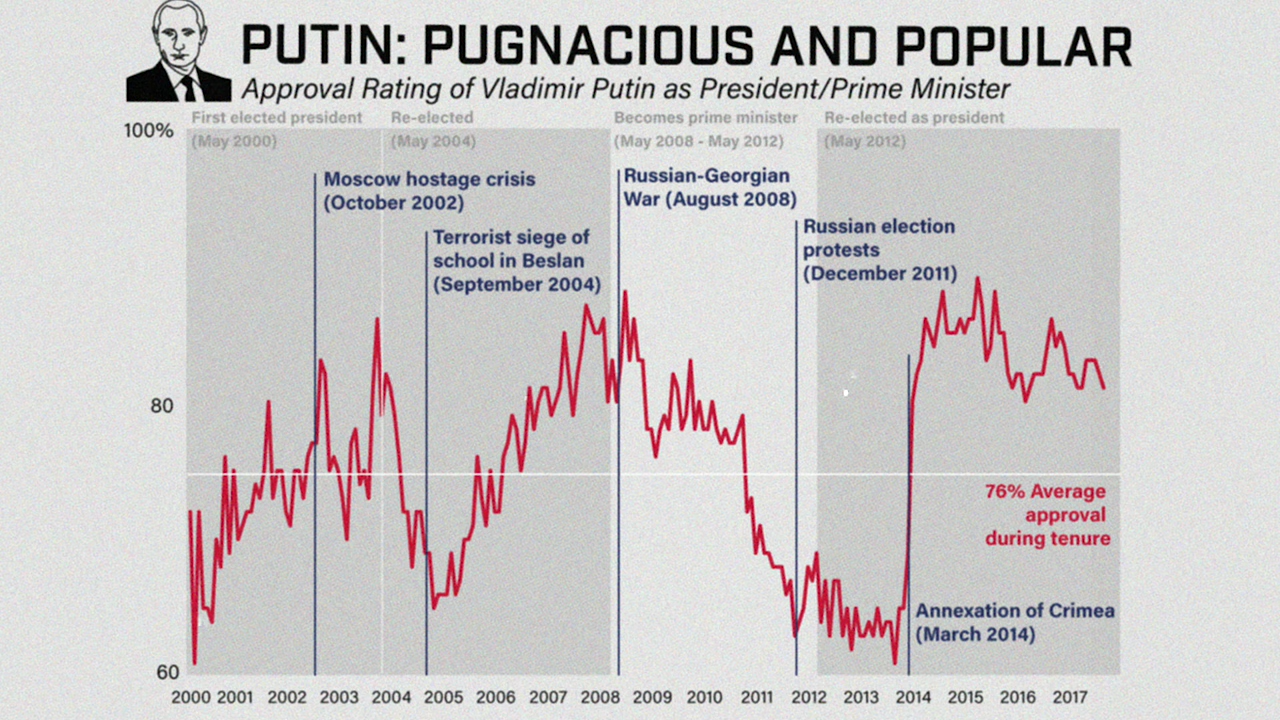 PUTIN: PUGNACIOUS AND POPULAR
Approval Rating of Vladimir Putin as President/Prime Minister
First elected president
(May 2000)
Re-elected
(May 2004)
Becomes prime minister
(May 2008 - May 2012)
Re-elected as president
(May 2012)
100%
80
60
Moscow hostage crisis
(October 2002)
Terrorist siege of
school in Beslan
(September 2004)
Russian-Georgian
War (August 2008)
Russian election
protests
(December 2011)
76% Average
approval
during tenure
Annexation of Crimea
(March 2014)
2000 2001 2002 2003 2004 2005 2006 2007 2008 2009 2010 2011 2012 2013 2014 2015 2016 2017